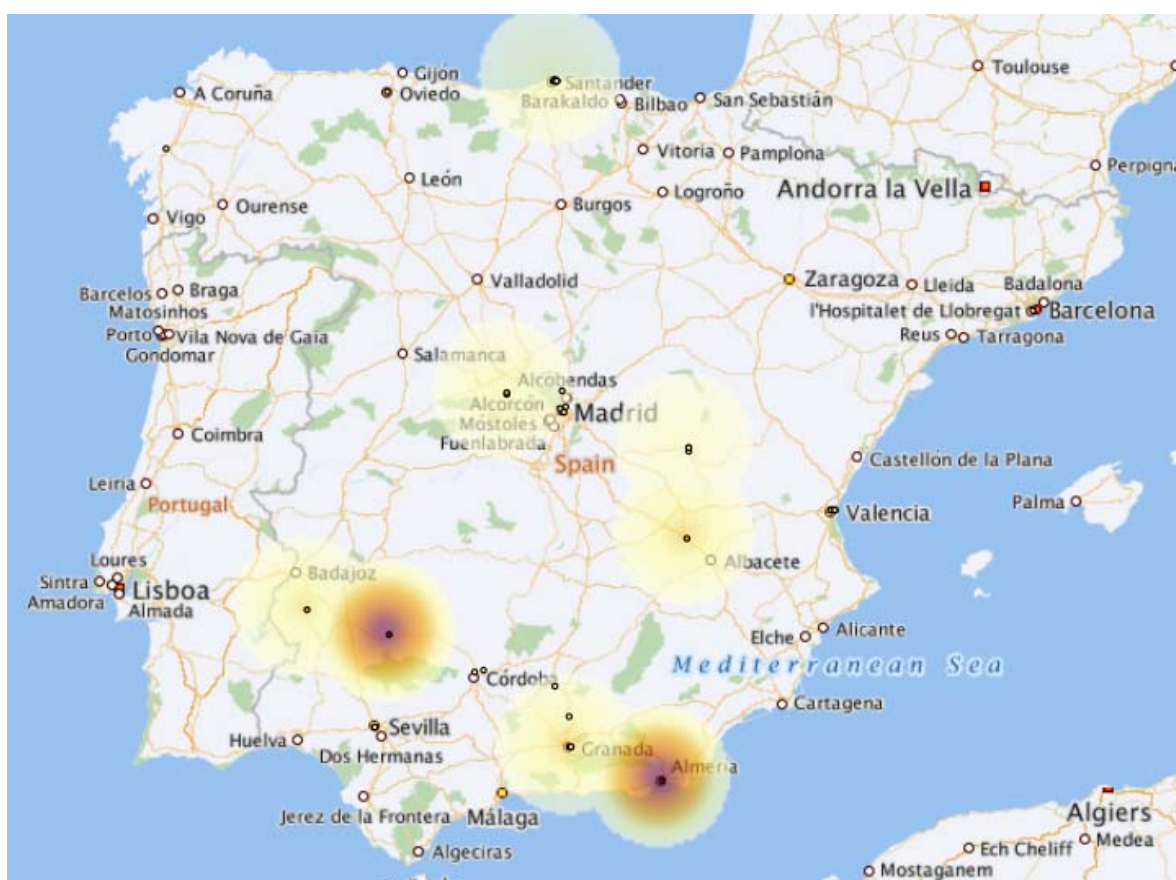 Gijón
Santander
Toulouse
A Coruña
Oviedo
Barakaldo
Bilbao
San Sebastián
Vitoria
Pamplona
Perpigna
León
Logroño
Andorra la Vella
Vigo
Ourense
Burgos
Valladolid
Zaragoza
Lleida
Badalona
Barcelos
Braga
Matosinhos
l'Hospitalet de Llobregat
Barcelona
Porto
Vila Nova de Gaia
Reus
Tarragona
Gondomar
Salamanca
Alcobendas
Alcorcón
Madrid
Móstoles
Coimbra
Fuenlabrada
Spain
Castellón de la Plana
Leiria
Portugal
Palma
Valencia
Loures
Badajoz
Albacete
Sintra
Lisboa
Amadora
Almada
Elche
Alicante
Mediterranean Sea
Córdoba
Cartagena
Sevilla
Huelva
Dos Hermanas
Granada
Almería
Jerez de la Frontera
Málaga
Algiers
Algeciras
Ech Cheliff
Medea
Mostaganem